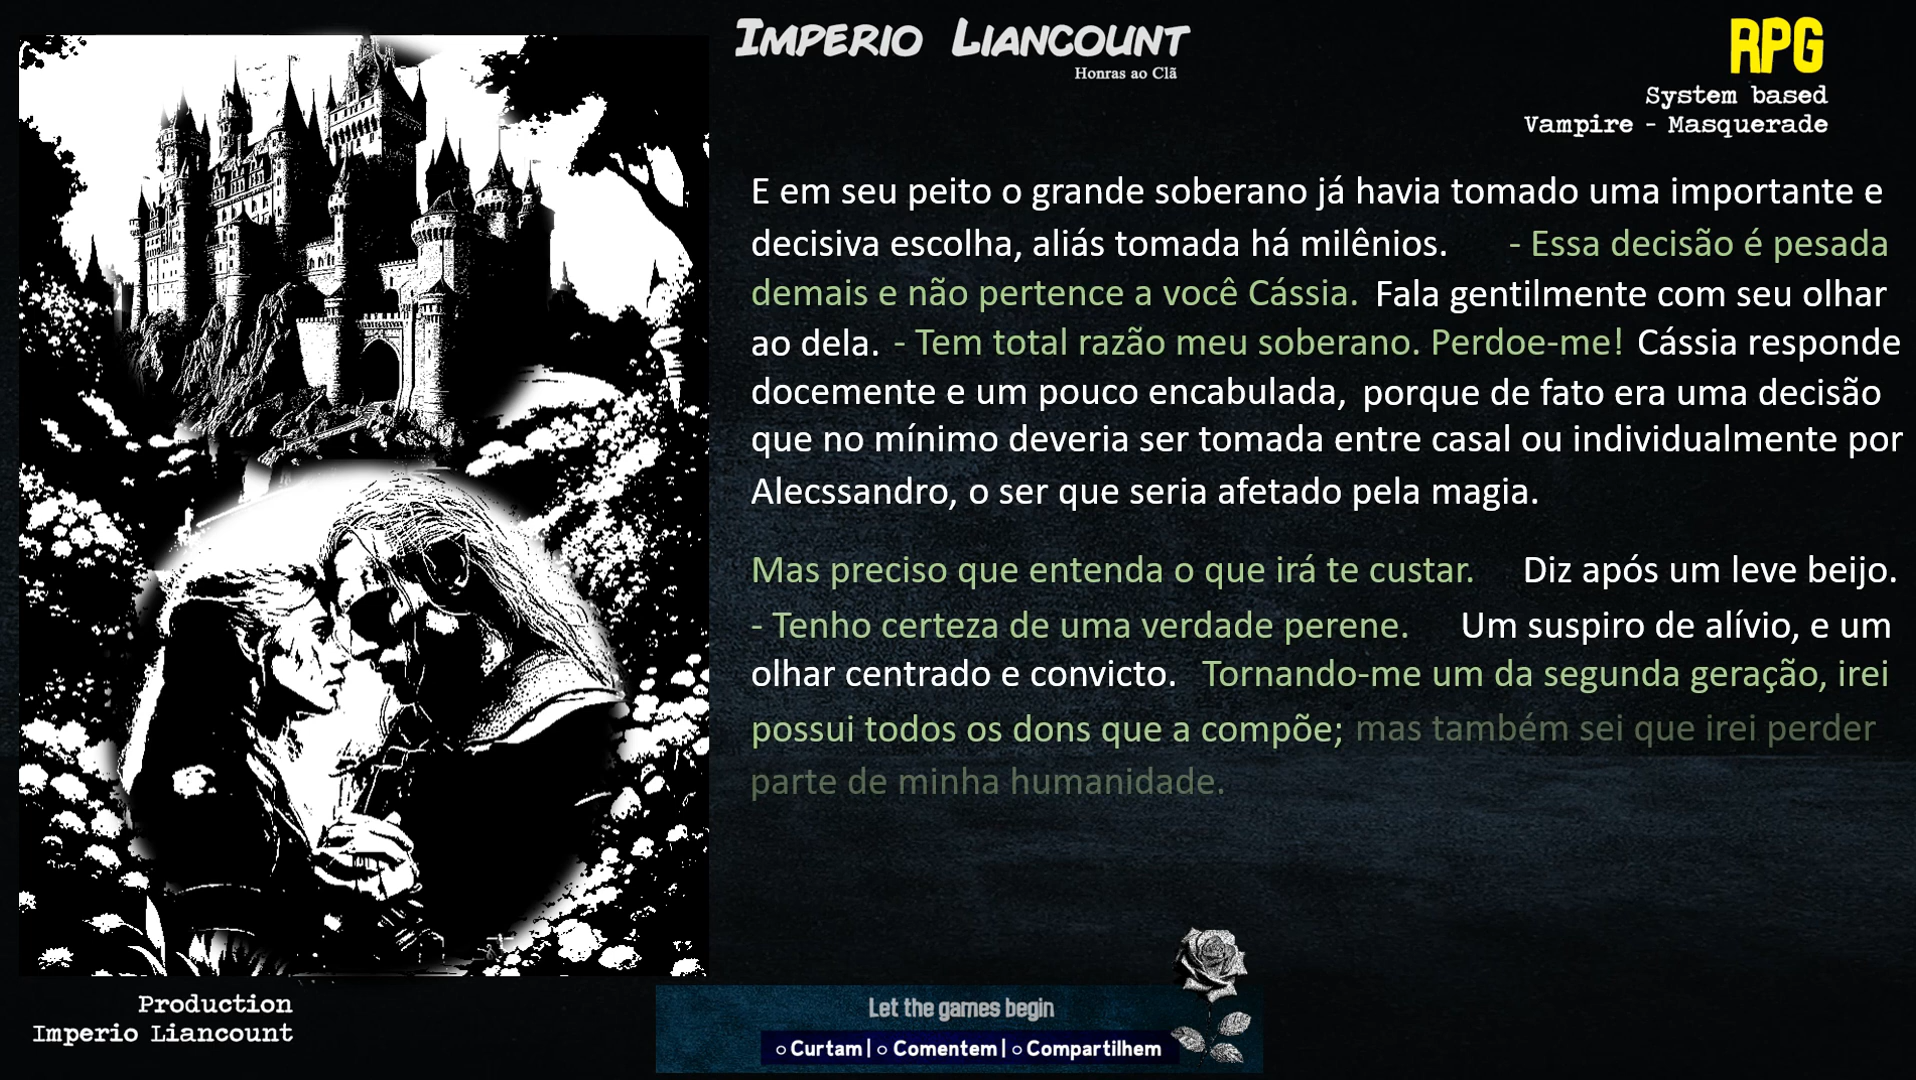 IMPERIO LIANCOUNT
Honras ao Clã
RPG
System based
Vampire - Masquerade
E em seu peito o grande soberano já havia tomado uma importante e
decisiva escolha, aliás tomada há milênios. - Essa decisão é pesada
demais e não pertence a você Cássia. Fala gentilmente com seu olhar
ao dela. - Tem total razão meu soberano. Perdoe-me! Cássia responde
docemente e um pouco encabulada, porque de fato era uma decisão
que no mínimo deveria ser tomada entre casal ou individualmente por
Alecssandro, o ser que seria afetado pela magia.
Mas preciso que entenda o que irá te custar. Diz após um leve beijo.
- Tenho certeza de uma verdade perene. Um suspiro de alívio, e um
olhar centrado e convicto. Tornando-me um da segunda geração, irei
possui todos os dons que a compõe; mas também sei que irei perder
parte de minha humanidade.
Production
Imperio Liancount
Let the games begin
○ Curtam | ○ Comentem | ○ Compartilhem